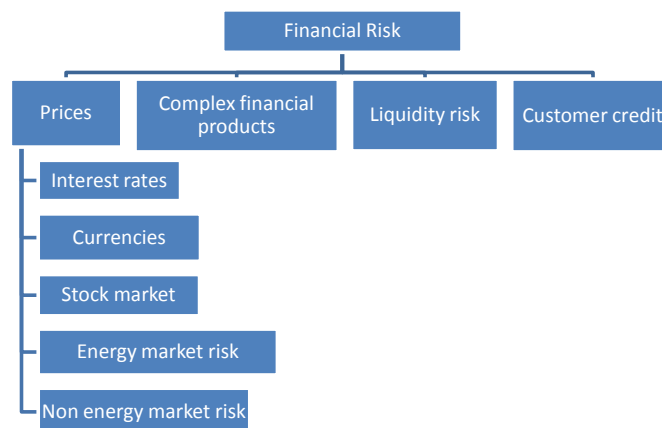 Financial Risk
Prices
Complex financial
products
Liquidity risk
Customer credit
Interest rates
Currencies
Stock market
Energy market risk
Non energy market risk